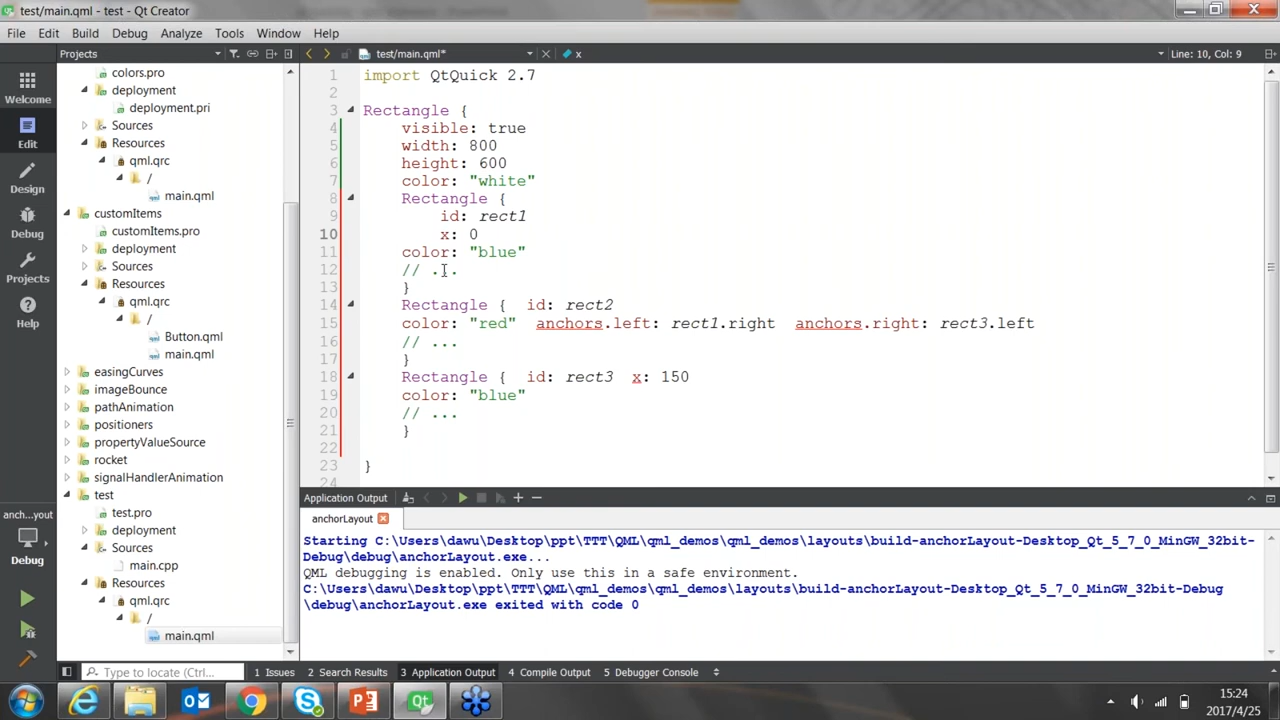 test/main.qml - test - Qt Creator
File Edit Build Debug Analyze Tools Window Help
Projects test/main.qml* x Line: 10, Col: 9
Welcome
Edit
Design
Debug
Projects
Help
anch...yout
Debug
colors.pro
deployment
deployment.pri
Sources
Resources
qml.qrc
/
main.qml
customItems
customItems.pro
deployment
Sources
Resources
qml.qrc
/
Button.qml
main.qml
easingCurves
imageBounce
pathAnimation
positioners
propertyValueSource
rocket
signalHandlerAnimation
test
test.pro
deployment
Sources
main.cpp
Resources
qml.qrc
/
main.qml
1 import QtQuick 2.7
2
3 Rectangle {
4 visible: true
5 width: 800
6 height: 600
7 color: "white"
8 Rectangle {
9 id: rect1
10 x: 0
11 color: "blue"
12 // ...
13 }
14 Rectangle { id: rect2
15 color: "red" anchors.left: rect1.right anchors.right: rect3.left
16 // ...
17 }
18 Rectangle { id: rect3 x: 150
19 color: "blue"
20 // ...
21 }
22
23 }
24
Application Output
anchorLayout
Starting C:\Users\dawu\Desktop\ppt\TTT\QML\qml_demos\qml_demos\layouts\build-anchorLayout-Desktop_Qt_5_7_0_MinGW_32bit-
Debug\debug\anchorLayout.exe...
QML debugging is enabled. Only use this in a safe environment.
C:\Users\dawu\Desktop\ppt\TTT\QML\qml_demos\qml_demos\layouts\build-anchorLayout-Desktop_Qt_5_7_0_MinGW_32bit-Debug
\debug\anchorLayout.exe exited with code 0
Type to locate (Ctrl+... 1 Issues 2 Search Results 3 Application Output 4 Compile Output 5 Debugger Console
15:24
2017/4/25